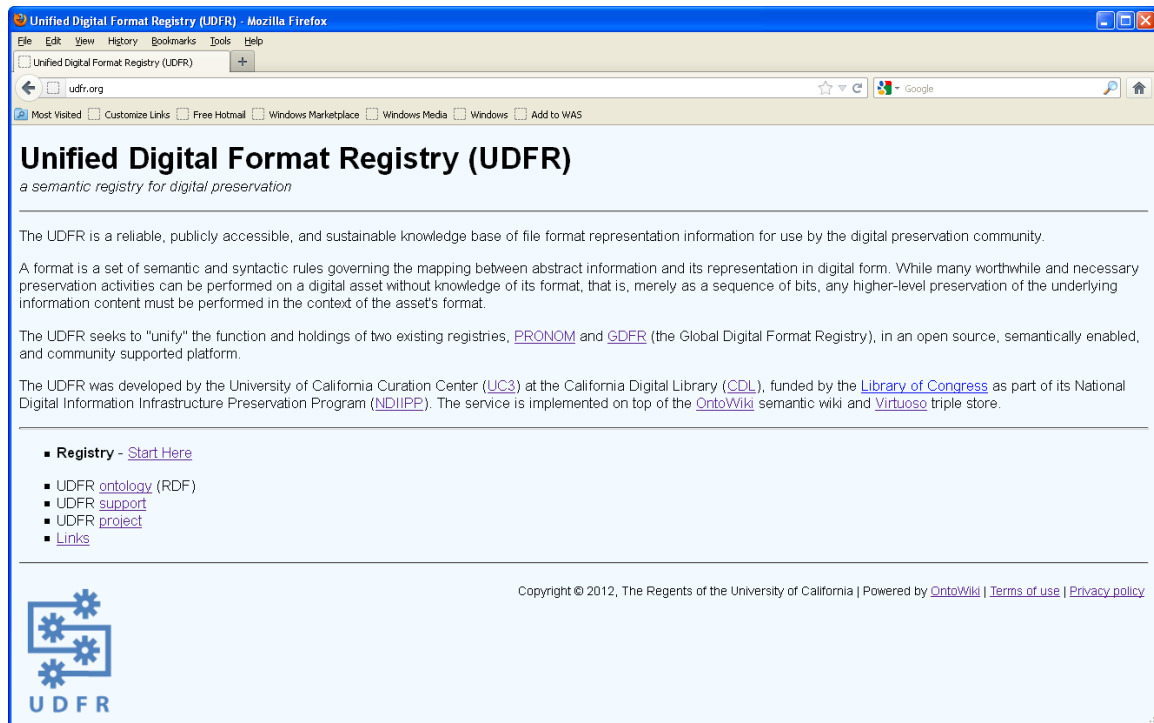 Unified Digital Format Registry (UDFR) - Mozilla Firefox
File Edit View History Bookmarks Tools Help
Unified Digital Format Registry (UDFR) +
udfr.org Google
Most Visited Customize Links Free Hotmail Windows Marketplace Windows Media Windows Add to WAS
Unified Digital Format Registry (UDFR)
a semantic registry for digital preservation
The UDFR is a reliable, publicly accessible, and sustainable knowledge base of file format representation information for use by the digital preservation community.
A format is a set of semantic and syntactic rules governing the mapping between abstract information and its representation in digital form. While many worthwhile and necessary
preservation activities can be performed on a digital asset without knowledge of its format, that is, merely as a sequence of bits, any higher-level preservation of the underlying
information content must be performed in the context of the asset's format.
The UDFR seeks to "unify" the function and holdings of two existing registries, PRONOM and GDFR (the Global Digital Format Registry), in an open source, semantically enabled,
and community supported platform.
The UDFR was developed by the University of California Curation Center (UC3) at the California Digital Library (CDL), funded by the Library of Congress as part of its National
Digital Information Infrastructure Preservation Program (NDIIPP). The service is implemented on top of the OntoWiki semantic wiki and Virtuoso triple store.
Registry - Start Here
UDFR ontology (RDF)
UDFR support
UDFR project
Links
Copyright © 2012, The Regents of the University of California | Powered by OntoWiki | Terms of use | Privacy policy
UDFR